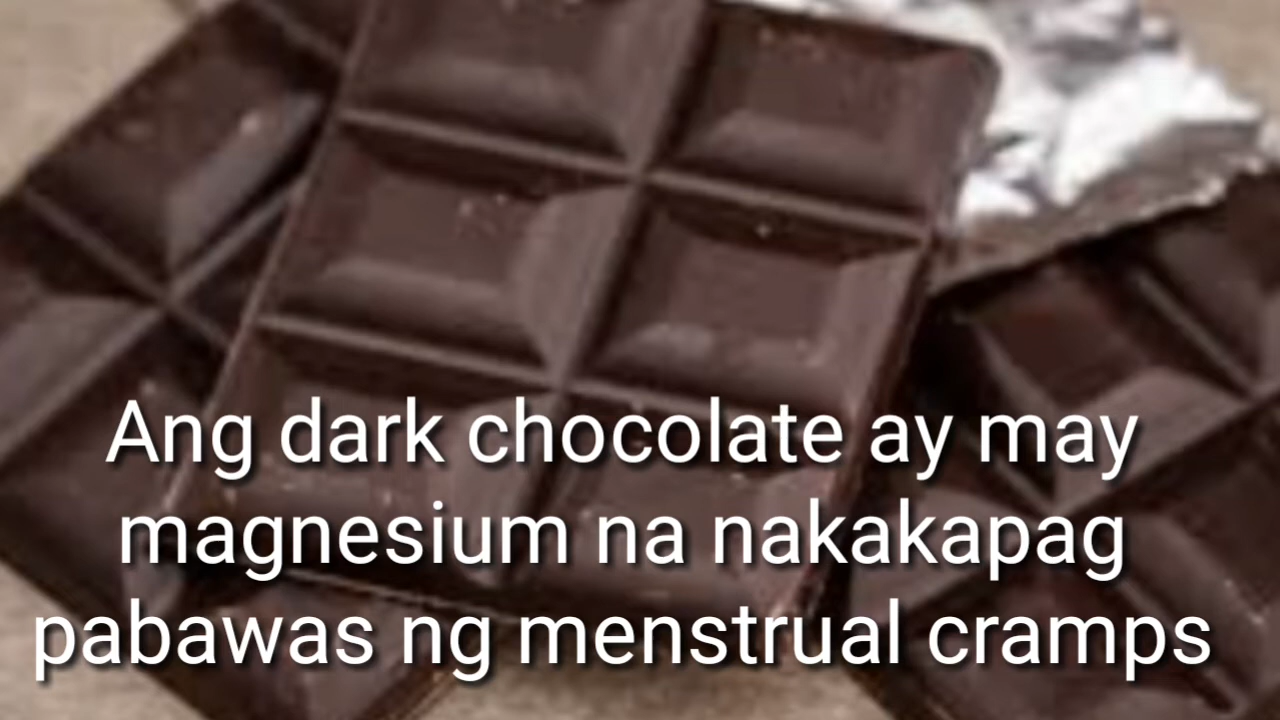 Ang dark chocolate ay may
magnesium na nakakapag
pabawas ng menstrual cramps